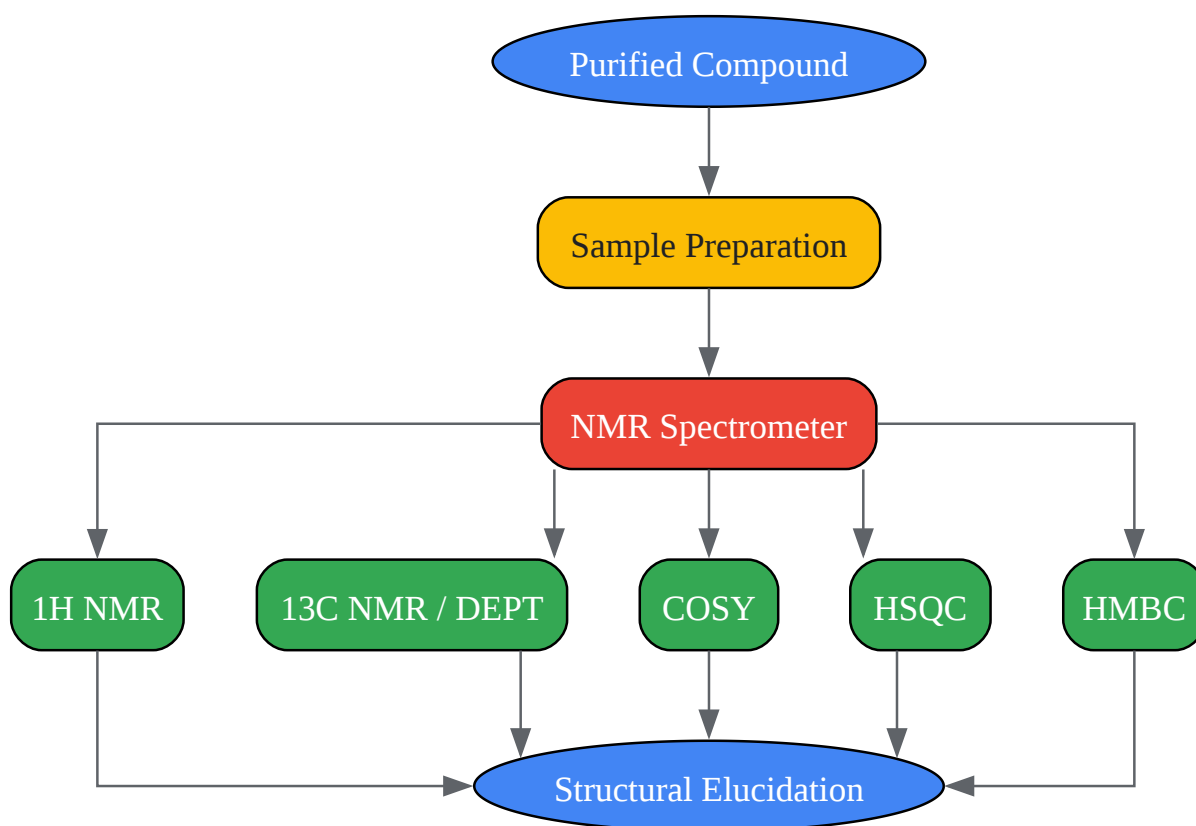 Purified Compound
Sample Preparation
NMR Spectrometer
1H NMR
13C NMR / DEPT
COSY
HSQC
HMBC
Structural Elucidation